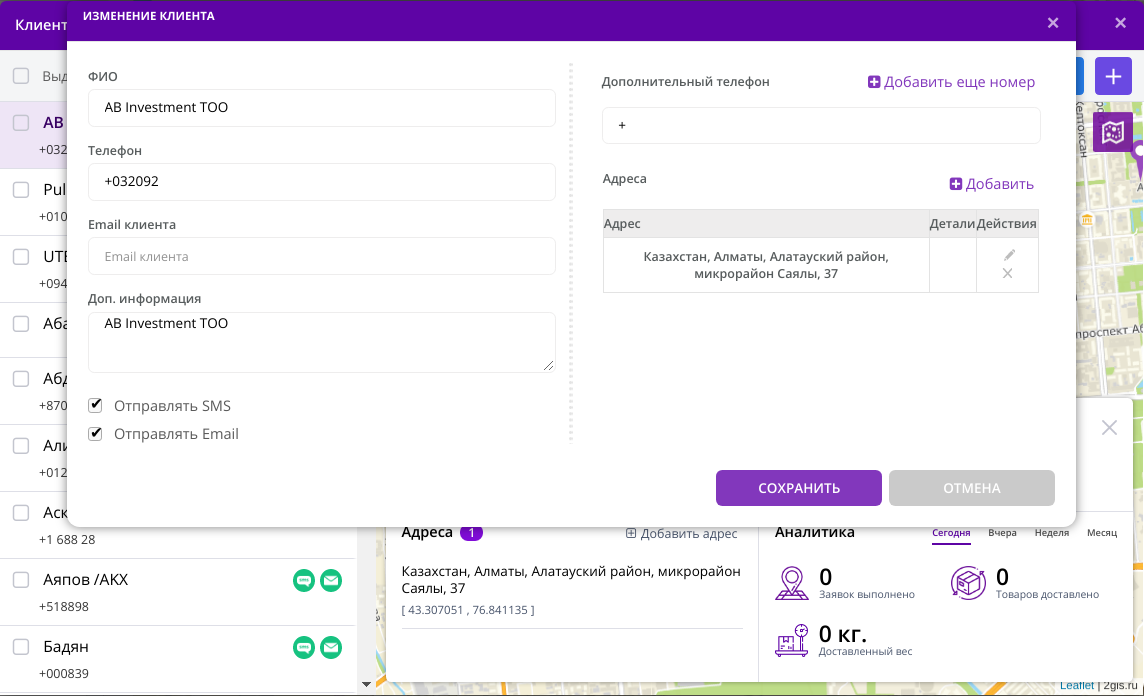 Клиент
ИЗМЕНЕНИЕ КЛИЕНТА
ФИО
AB Investment ТОО
Телефон
+032092
Email клиента
Email клиента
Доп. информация
AB Investment ТОО
Отправлять SMS
Отправлять Email
Дополнительный телефон
Добавить еще номер
+
Адреса
Добавить
Адрес Детали Действия
Казахстан, Алматы, Алатауский район,
микрорайон Саялы, 37
СОХРАНИТЬ
ОТМЕНА
Выд
AB
+032
Pul
+010
UTE
+094
Аба
Абд
+870
Али
+012
Аск
+1 688 28
Аяпов /АКХ
+518898
Бадян
+000839
Адреса 1
Добавить адрес
Казахстан, Алматы, Алатауский район, микрорайон
Саялы, 37
[ 43.307051 , 76.841135 ]
Аналитика
Сегодня Вчера Неделя Месяц
0
Заявок выполнено
0
Товаров доставлено
0 кг.
Доставленный вес
проспект Аб
Leaflet | 2gis.ru